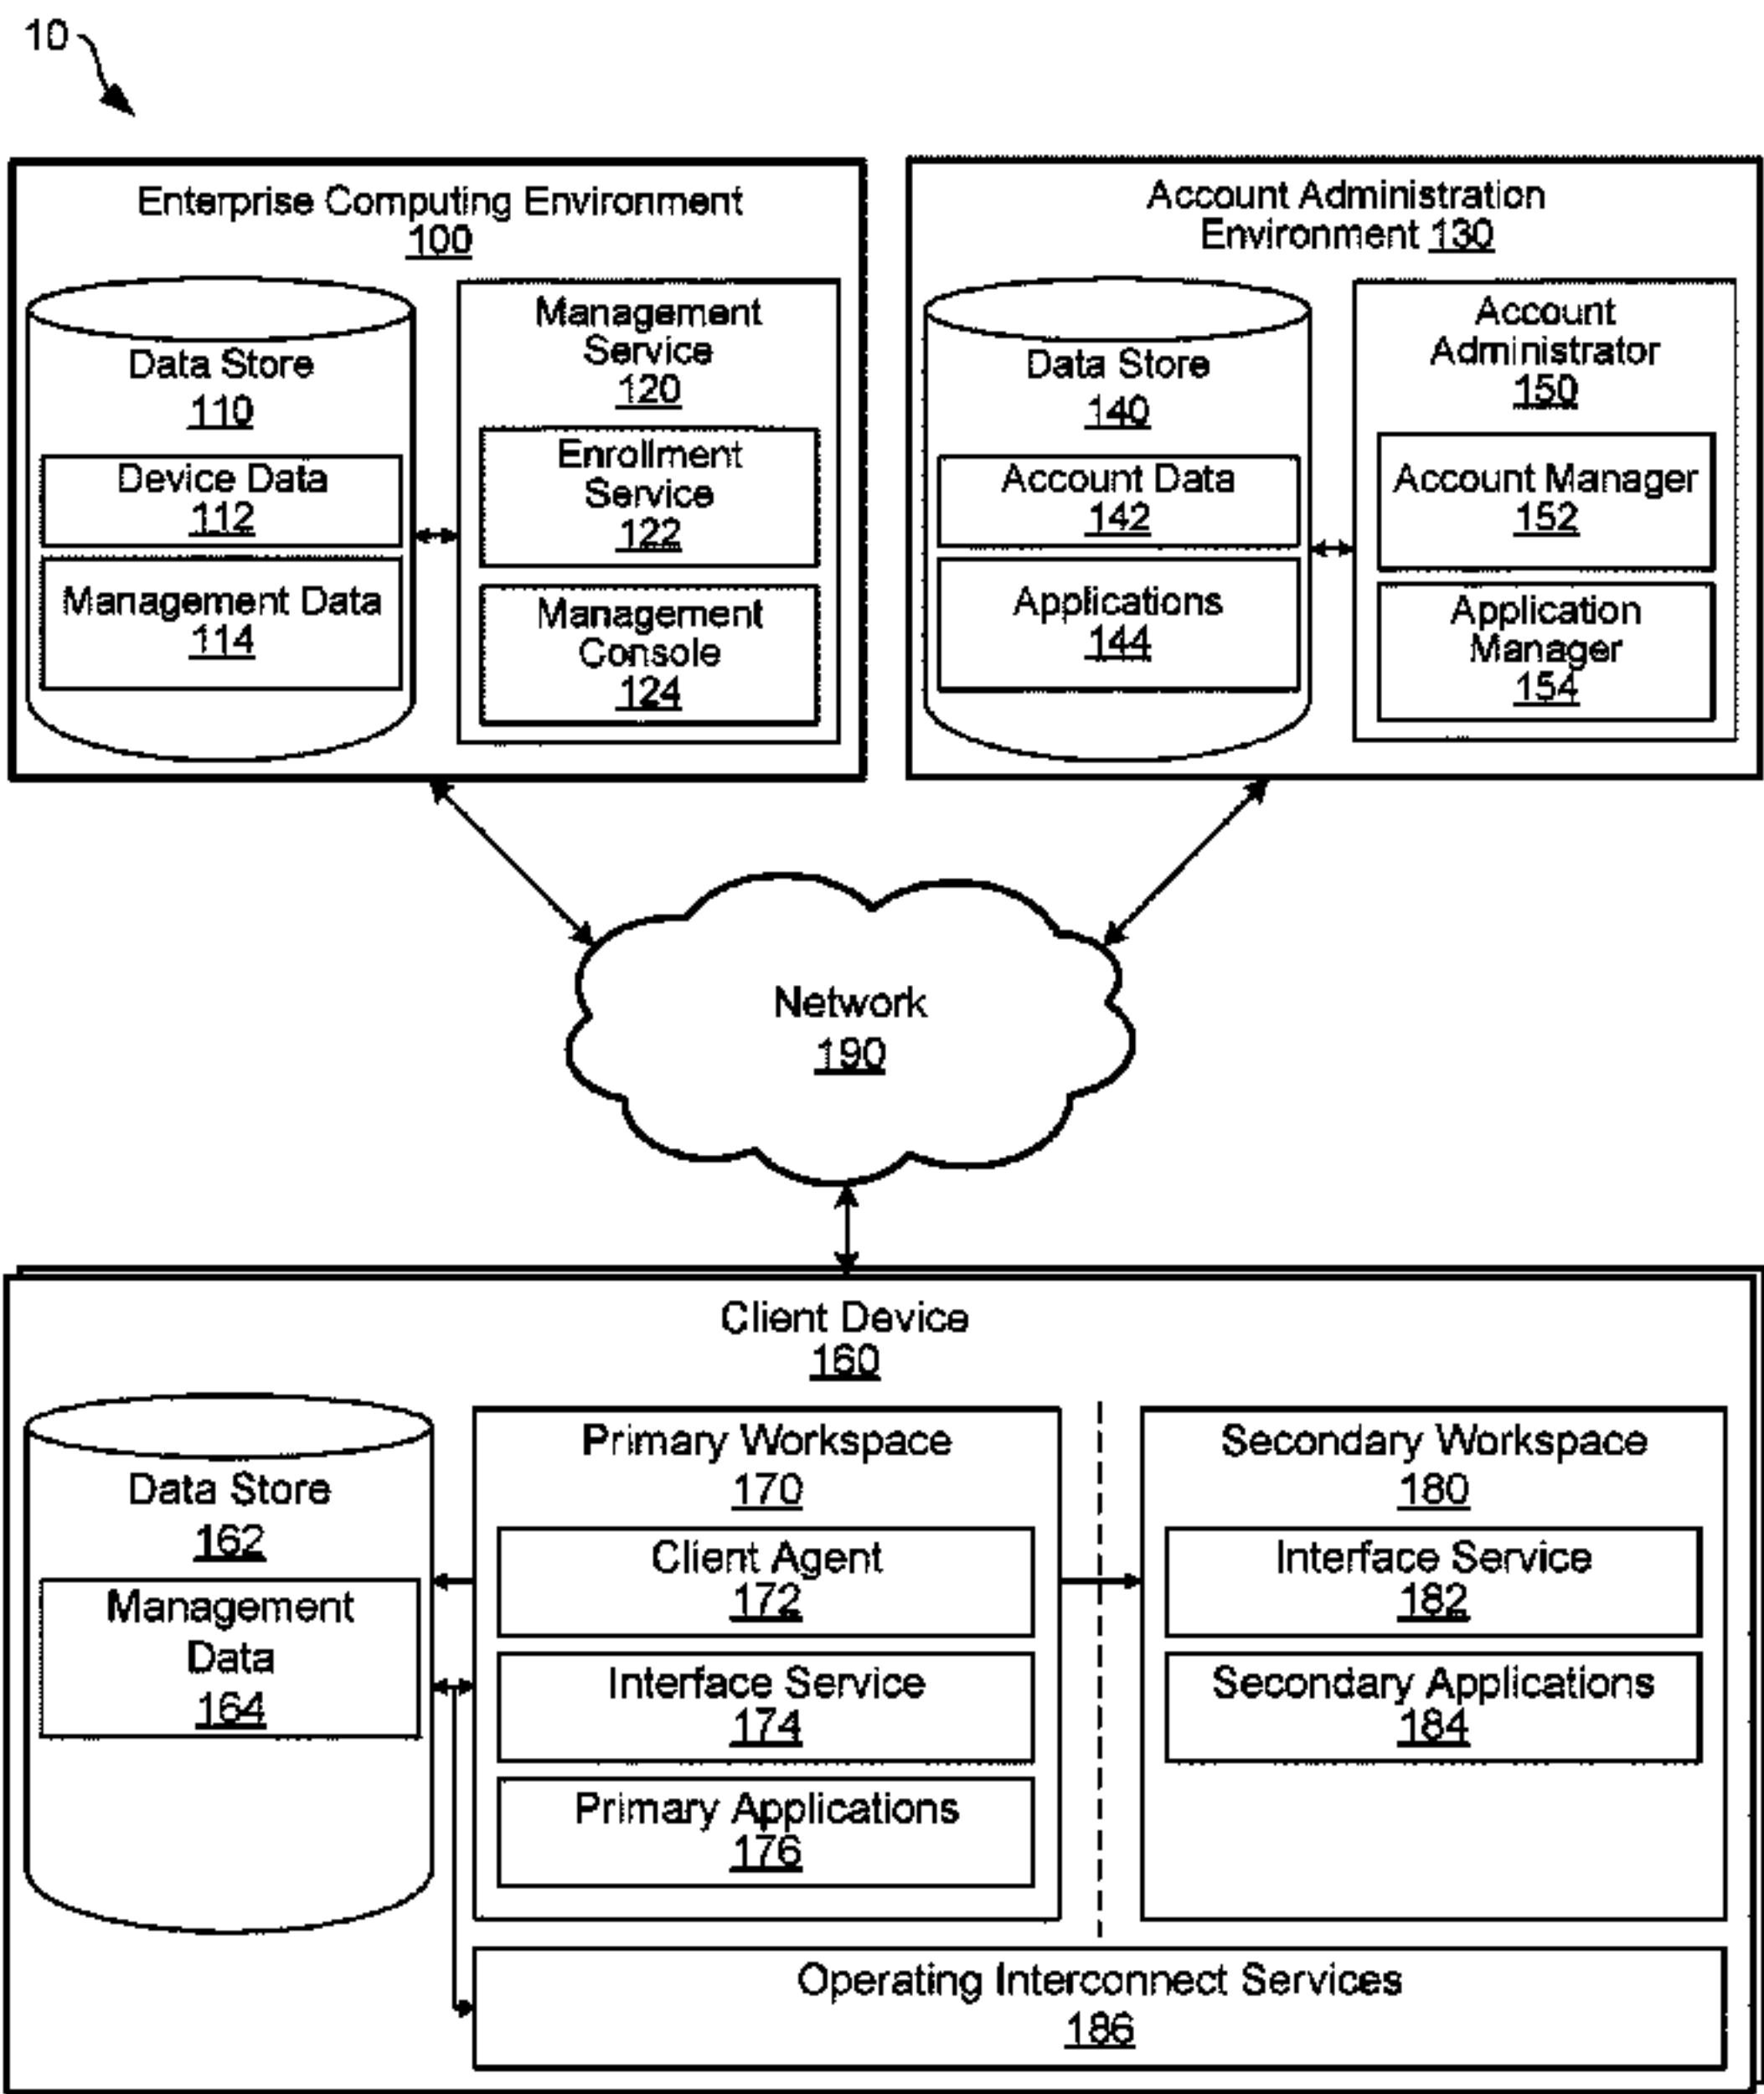 10
Enterprise Computing Environment
100
Data Store
110
Device Data
112
Management Data
114
Management
Service
120
Enrollment
Service
122
Management
Console
124
Account Administration
Environment 130
Data Store
140
Account Data
142
Applications
144
Account
Administrator
150
Account Manager
152
Application
Manager
154
Network
190
Client Device
160
Data Store
162
Management
Data
164
Primary Workspace
170
Client Agent
172
Interface Service
174
Primary Applications
176
Secondary Workspace
180
Interface Service
182
Secondary Applications
184
Operating Interconnect Services
186